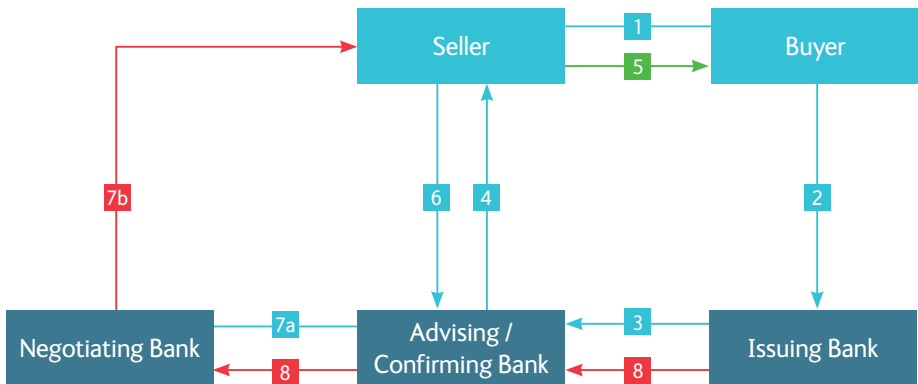 1
Seller
Buyer
5
7b
6
4
2
7a
3
Negotiating Bank
Advising /
Confirming Bank
Issuing Bank
8
8